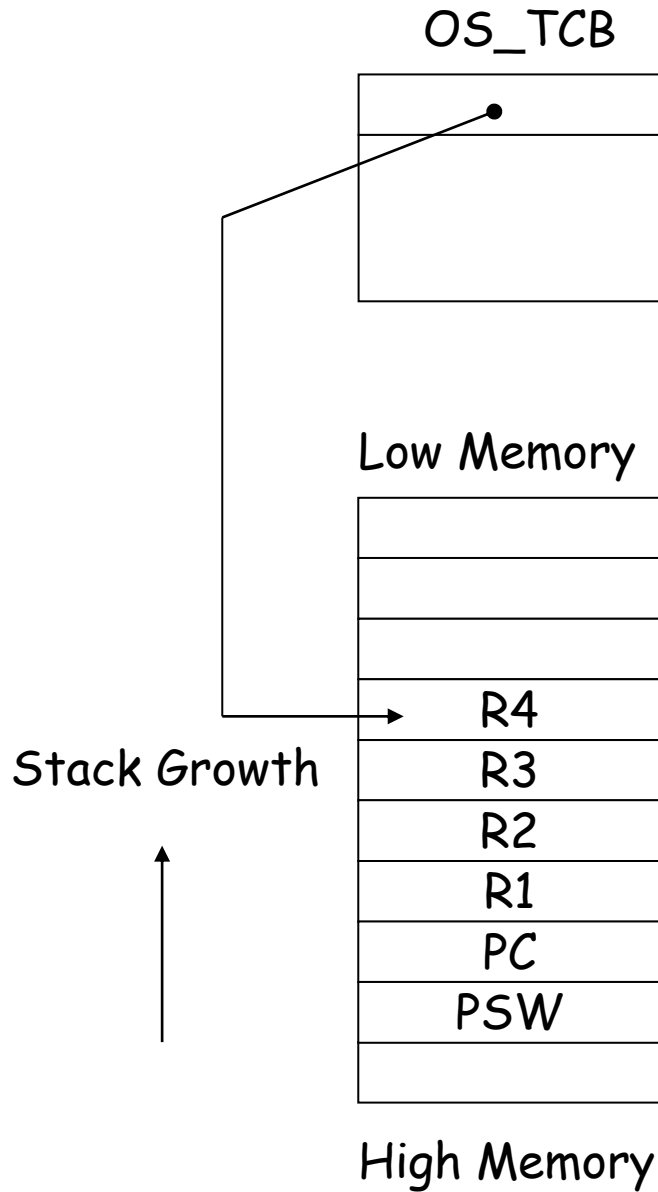 OS_TCB
Low Memory
R4
Stack Growth
R3
R2
R1
PC
PSW
High Memory